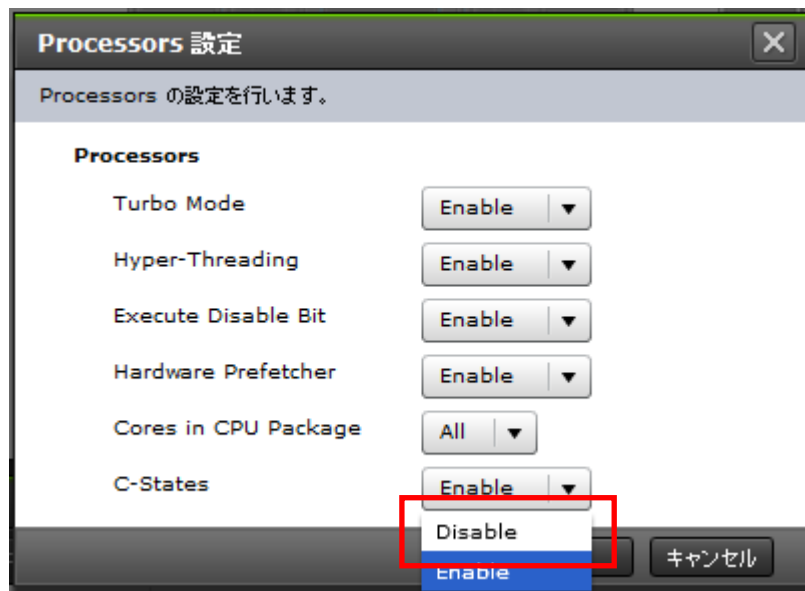 Processors 設定
Processors の設定を行います。
Processors
Turbo Mode Enable
Hyper-Threading Enable
Execute Disable Bit Enable
Hardware Prefetcher Enable
Cores in CPU Package All
C-States Enable
Disable
Enable
キャンセル